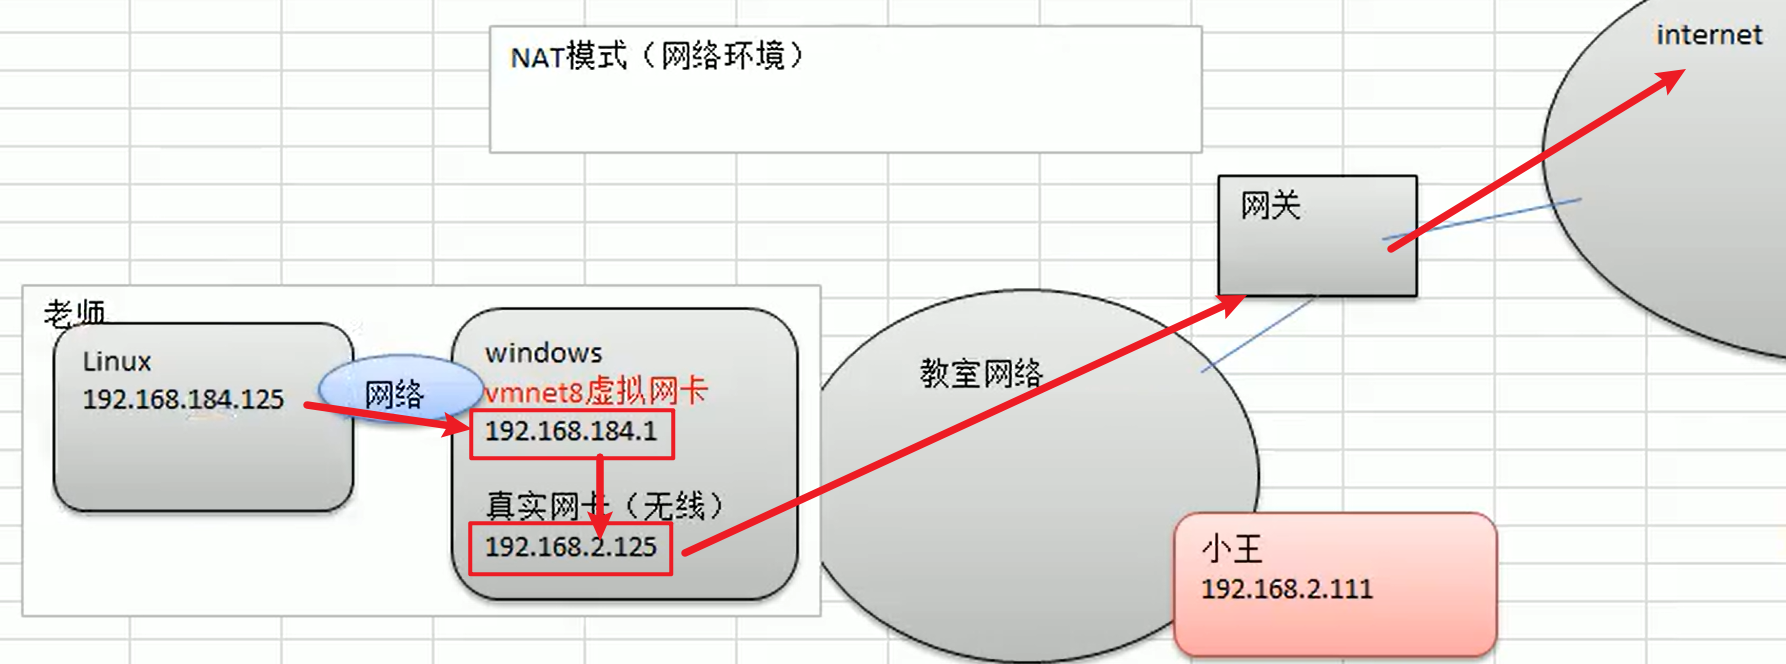 NAT模式（网络环境）
internet
网关
老师
Linux
192.168.184.125
网络
windows
vmnet8虚拟网卡
192.168.184.1
真实网卡（无线）
192.168.2.125
教室网络
小王
192.168.2.111